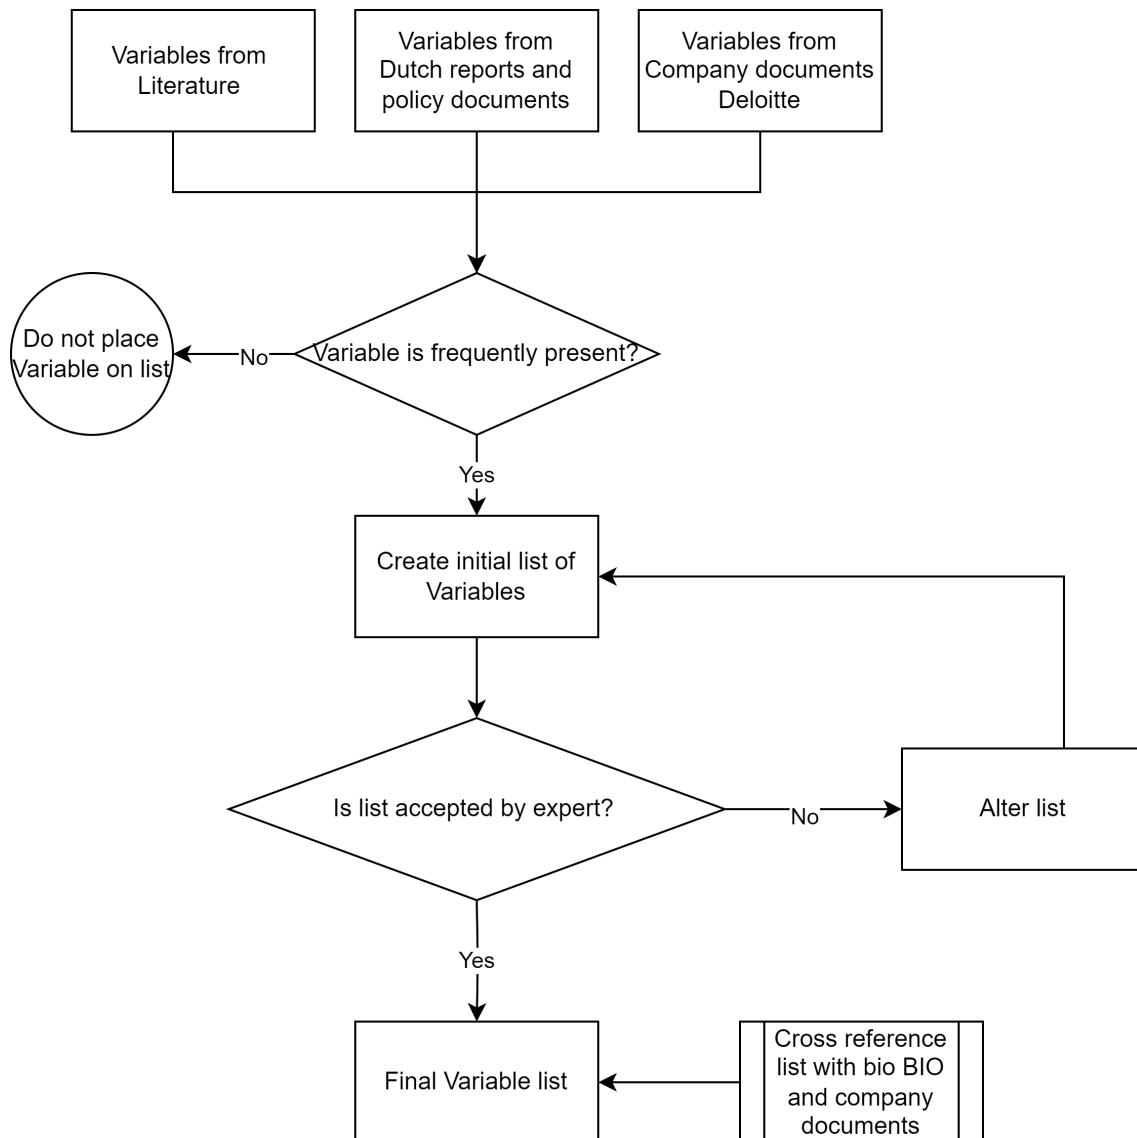 Variables from
Literature
Variables from
Dutch reports and
policy documents
Variables from
Company documents
Deloitte
Do not place
Variable on list
No
Variable is frequently present?
Yes
Create initial list of
Variables
Is list accepted by expert?
No
Alter list
Yes
Final Variable list
Cross reference
list with bio BIO
and company
documents